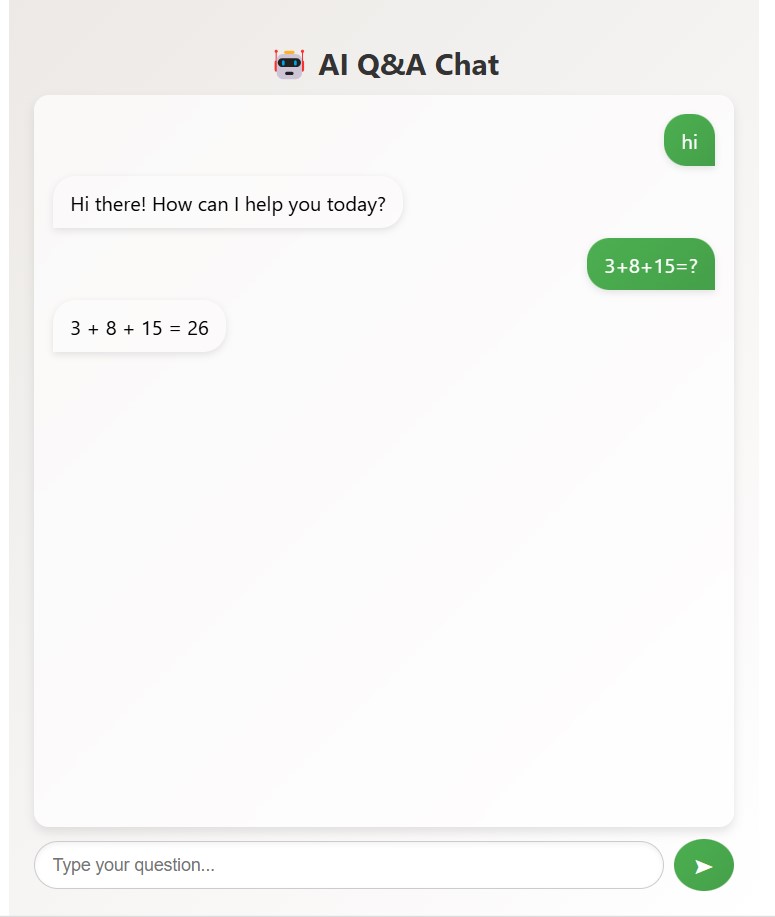 AI Q&A Chat
hi
Hi there! How can I help you today?
3+8+15=?
3 + 8 + 15 = 26
Type your question...